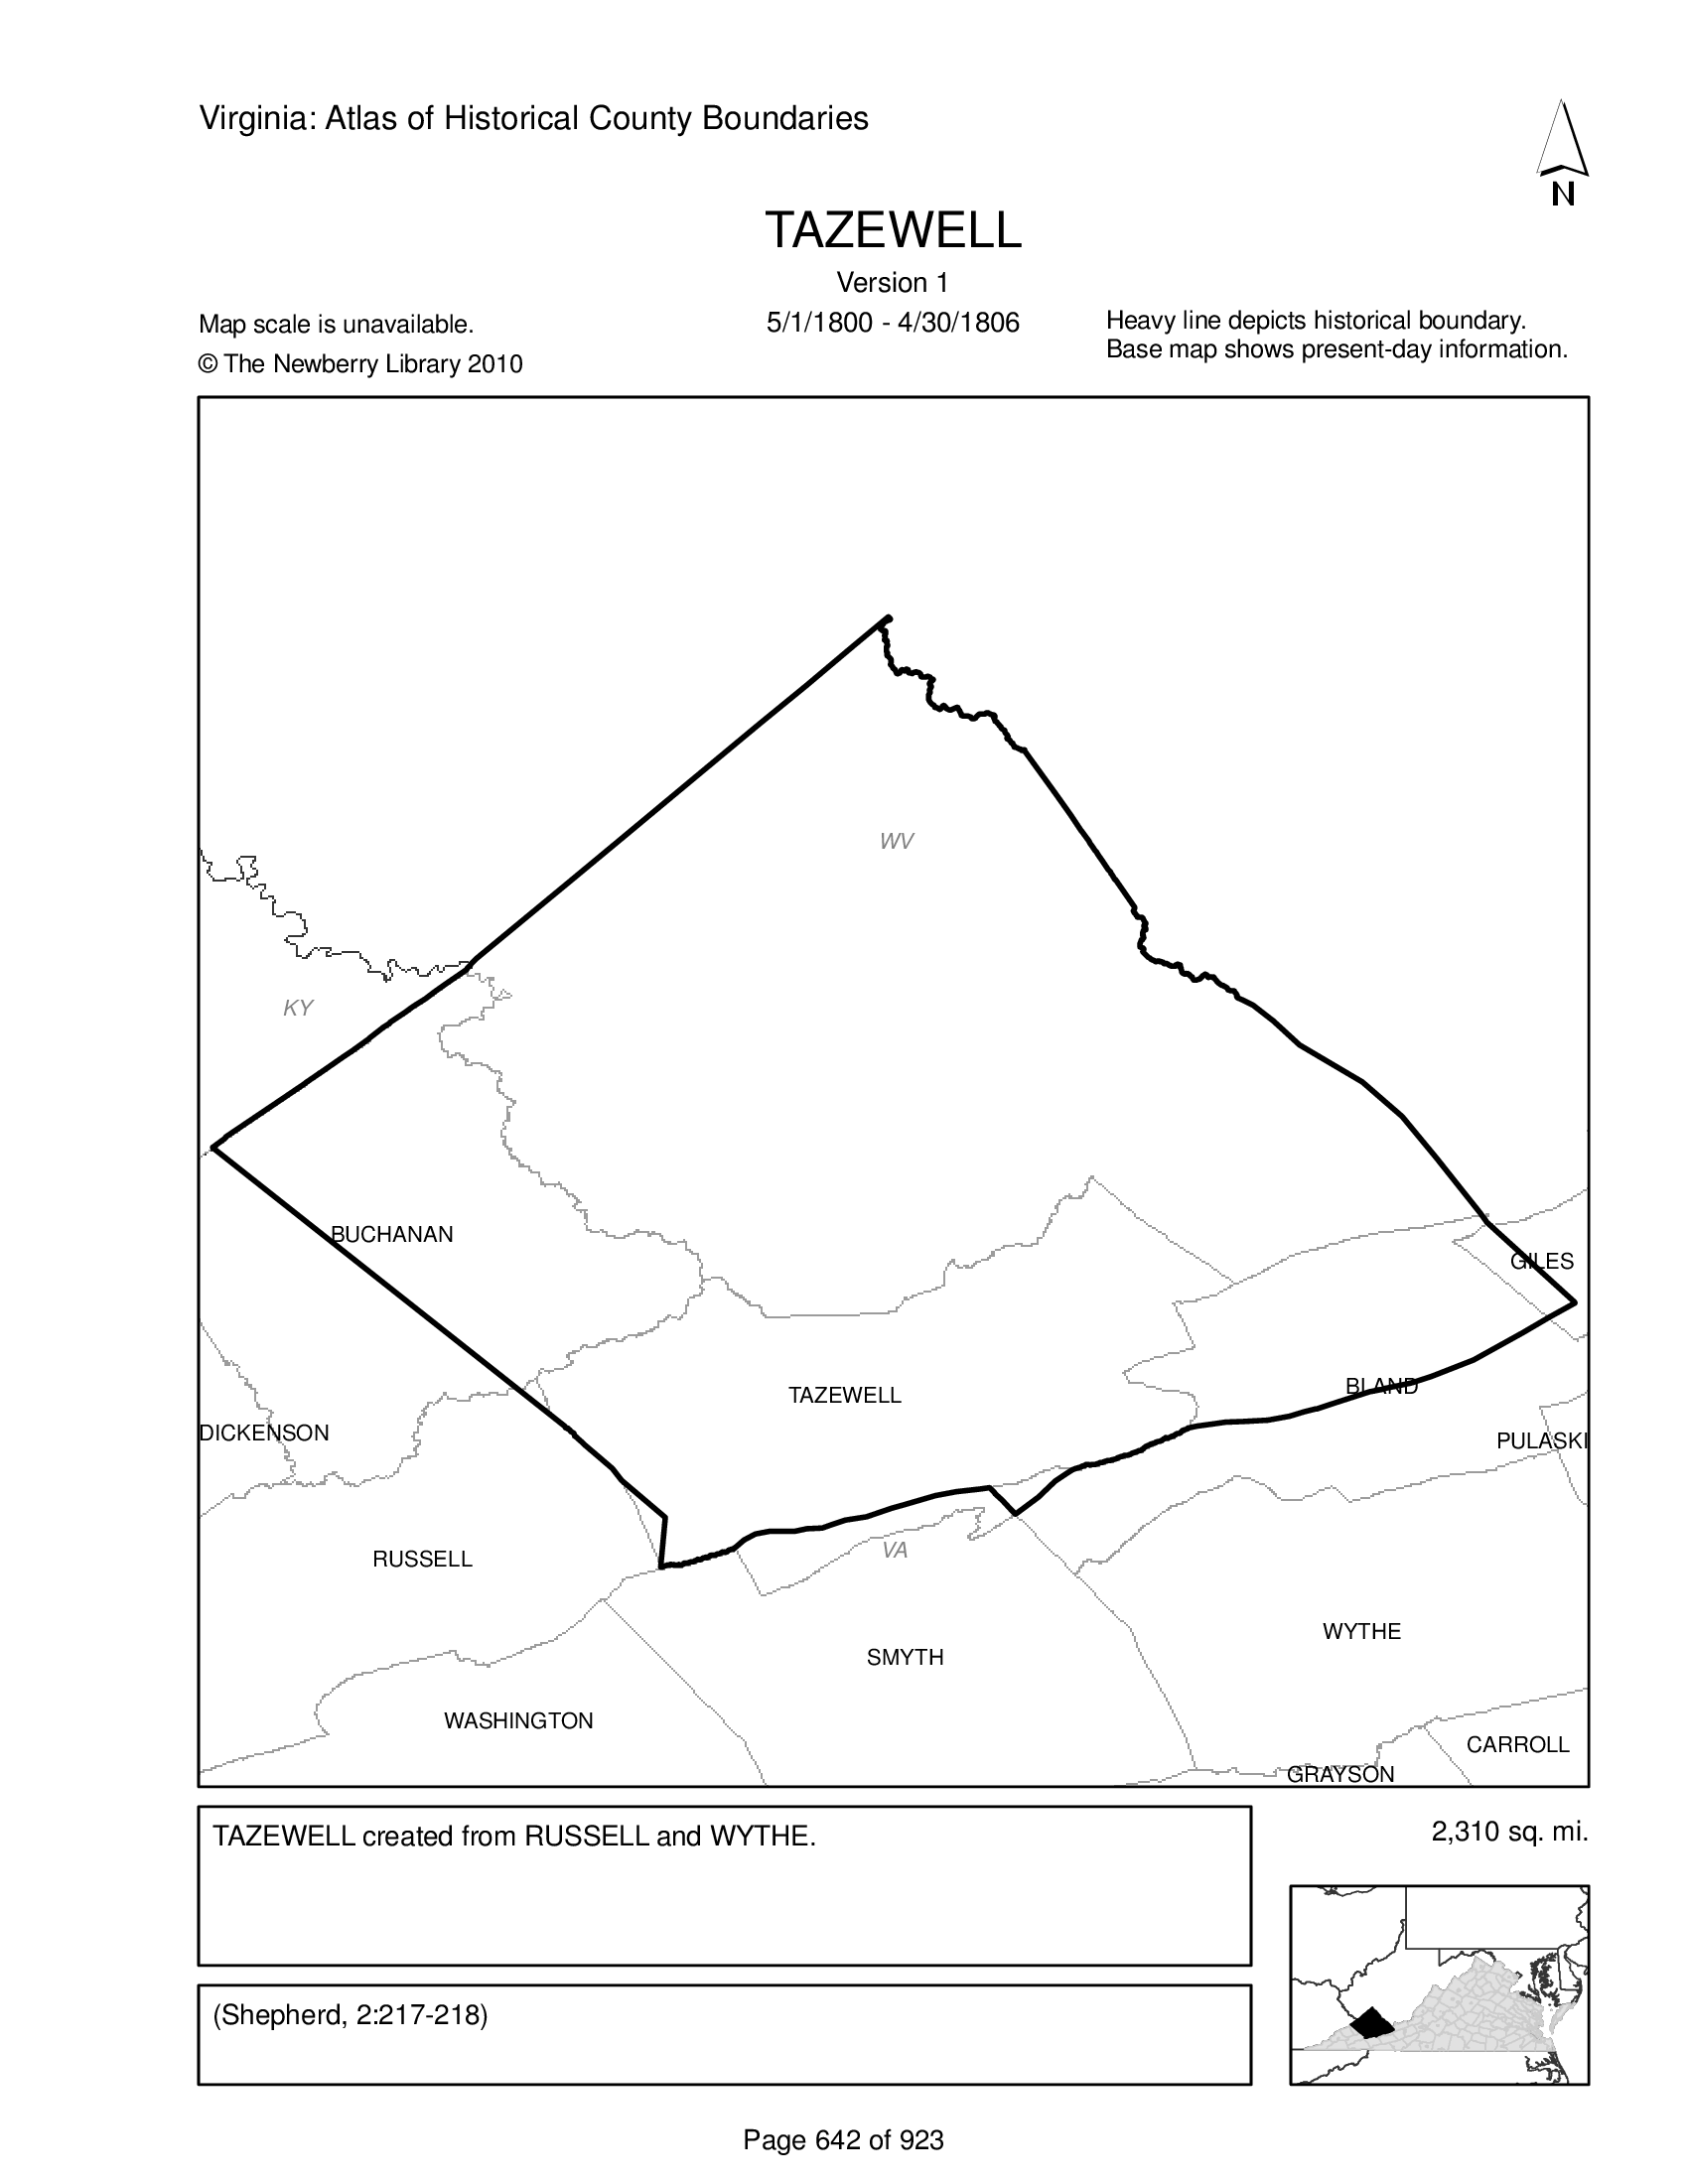 Virginia: Atlas of Historical County Boundaries
N
TAZEWELL
Version 1
5/1/1800 - 4/30/1806
Map scale is unavailable.
© The Newberry Library 2010
Heavy line depicts historical boundary.
Base map shows present-day information.
WV
KY
BUCHANAN
GILES
TAZEWELL
BLAND
DICKENSON
PULASKI
RUSSELL
VA
WYTHE
SMYTH
WASHINGTON
CARROLL
GRAYSON
TAZEWELL created from RUSSELL and WYTHE.
2,310 sq. mi.
(Shepherd, 2:217-218)
Page 642 of 923